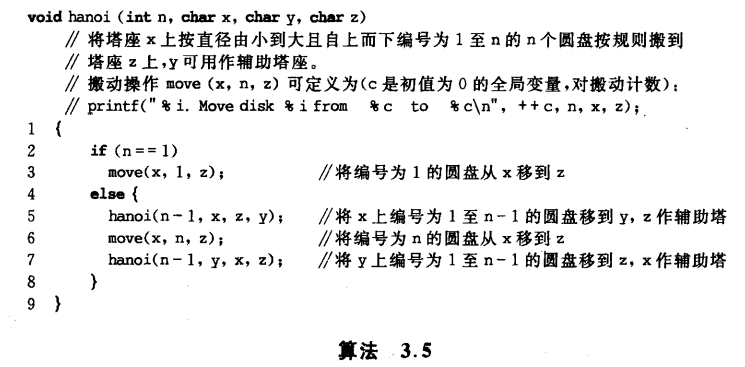 void hanoi (int n, char x, char y, char z)
// 将塔座 x 上按直径由小到大且自上而下编号为 1 至 n 的 n 个圆盘按规则搬到
// 塔座 z 上,y 可用作辅助塔座。
// 搬动操作 move (x, n, z) 可定义为(c 是初值为 0 的全局变量,对搬动计数):
// printf(" %i. Move disk %i from %c to %c\n", ++c, n, x, z);
1 {
2 if (n==1)
3 move(x, 1, z); //将编号为 1 的圆盘从 x 移到 z
4 else {
5 hanoi(n-1, x, z, y); //将 x 上编号为 1 至 n-1 的圆盘移到 y, z 作辅助塔
6 move(x, n, z); //将编号为 n 的圆盘从 x 移到 z
7 hanoi(n-1, y, x, z); //将 y 上编号为 1 至 n-1 的圆盘移到 z, x 作辅助塔
8 }
9 }
算法 3.5